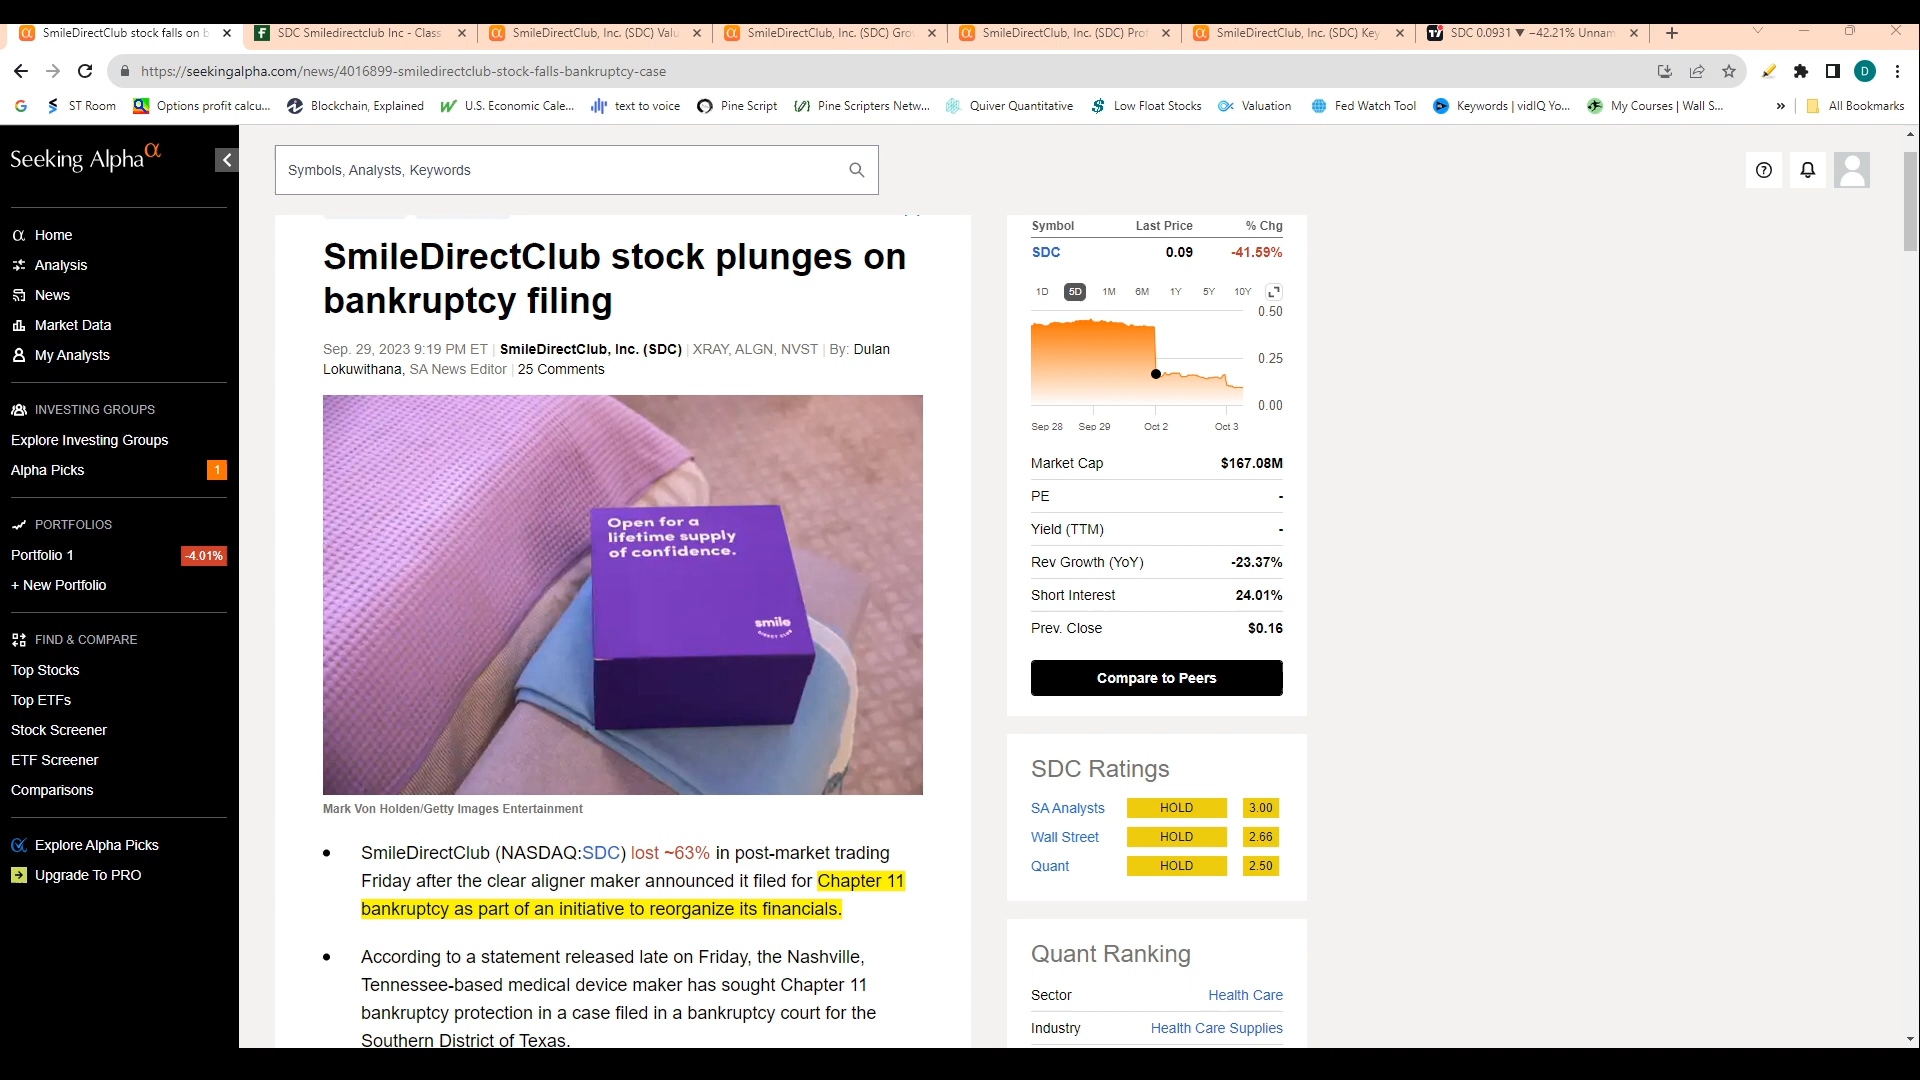 SmileDirectClub stock falls on b
SDC Smiledirectclub Inc - Class
SmileDirectClub, Inc. (SDC) Valu
SmileDirectClub, Inc. (SDC) Grov
SmileDirectClub, Inc. (SDC) Prof
SmileDirectClub, Inc. (SDC) Key
SDC 0.0931 ▼ −42.21% Unnam
https://seekingalpha.com/news/4016899-smiledirectclub-stock-falls-bankruptcy-case
D
ST Room
Options profit calcu...
Blockchain, Explained
U.S. Economic Cale...
text to voice
Pine Script
Pine Scripters Netw...
Quiver Quantitative
Low Float Stocks
Valuation
Fed Watch Tool
Keywords | vidIQ Yo...
My Courses | Wall S...
»
All Bookmarks
Seeking Alpha α
Home
Analysis
News
Market Data
My Analysts
INVESTING GROUPS
Explore Investing Groups
Alpha Picks 1
PORTFOLIOS
Portfolio 1 -4.01%
+ New Portfolio
FIND & COMPARE
Top Stocks
Top ETFs
Stock Screener
ETF Screener
Comparisons
Explore Alpha Picks
Upgrade To PRO
Symbols, Analysts, Keywords
SmileDirectClub stock plunges on
bankruptcy filing
Sep. 29, 2023 9:19 PM ET | SmileDirectClub, Inc. (SDC) | XRAY, ALGN, NVST | By: Dulan
Lokuwithana, SA News Editor | 25 Comments
Open for a
lifetime supply
of confidence.
smile
DIRECT CLUB
Mark Von Holden/Getty Images Entertainment
• SmileDirectClub (NASDAQ:SDC) lost ~63% in post-market trading
Friday after the clear aligner maker announced it filed for Chapter 11
bankruptcy as part of an initiative to reorganize its financials.
• According to a statement released late on Friday, the Nashville,
Tennessee-based medical device maker has sought Chapter 11
bankruptcy protection in a case filed in a bankruptcy court for the
Southern District of Texas.
Symbol Last Price % Chg
SDC 0.09 -41.59%
1D 5D 1M 6M 1Y 5Y 10Y
0.50
0.25
0.00
Sep 28 Sep 29 Oct 2 Oct 3
Market Cap $167.08M
PE -
Yield (TTM) -
Rev Growth (YoY) -23.37%
Short Interest 24.01%
Prev. Close $0.16
Compare to Peers
SDC Ratings
SA Analysts HOLD 3.00
Wall Street HOLD 2.66
Quant HOLD 2.50
Quant Ranking
Sector Health Care
Industry Health Care Supplies